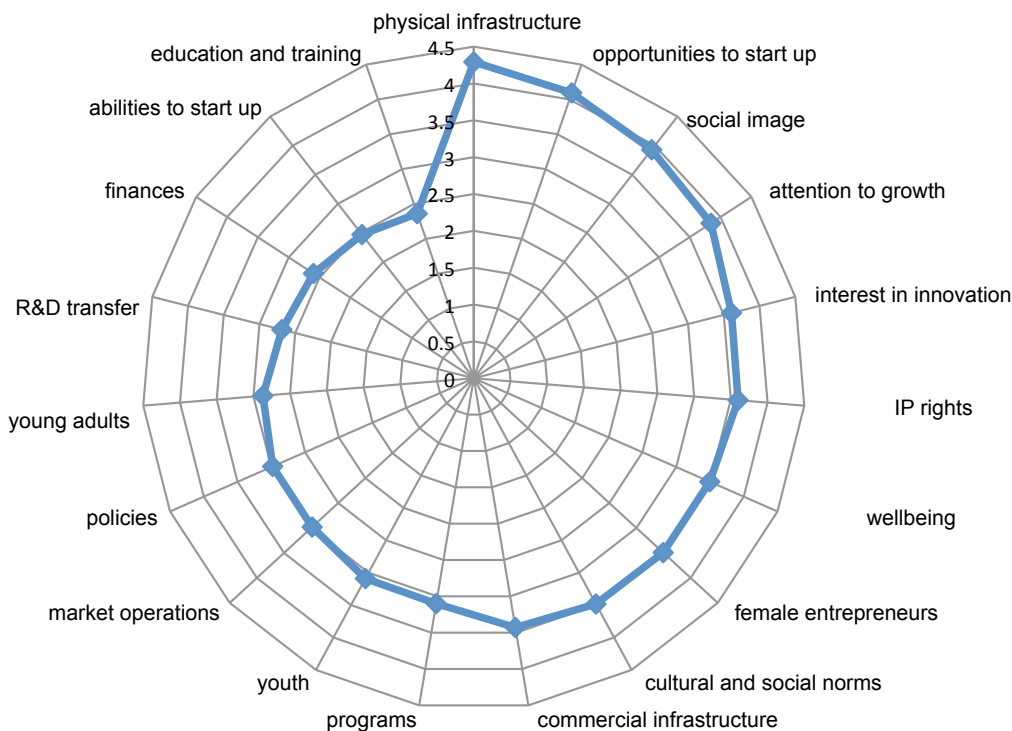 physical infrastructure
opportunities to start up
social image
attention to growth
interest in innovation
IP rights
wellbeing
female entrepreneurs
cultural and social norms
commercial infrastructure
programs
youth
market operations
policies
young adults
R&D transfer
finances
abilities to start up
education and training
4.5
4
3.5
3
2.5
2
1.5
1
0.5
0